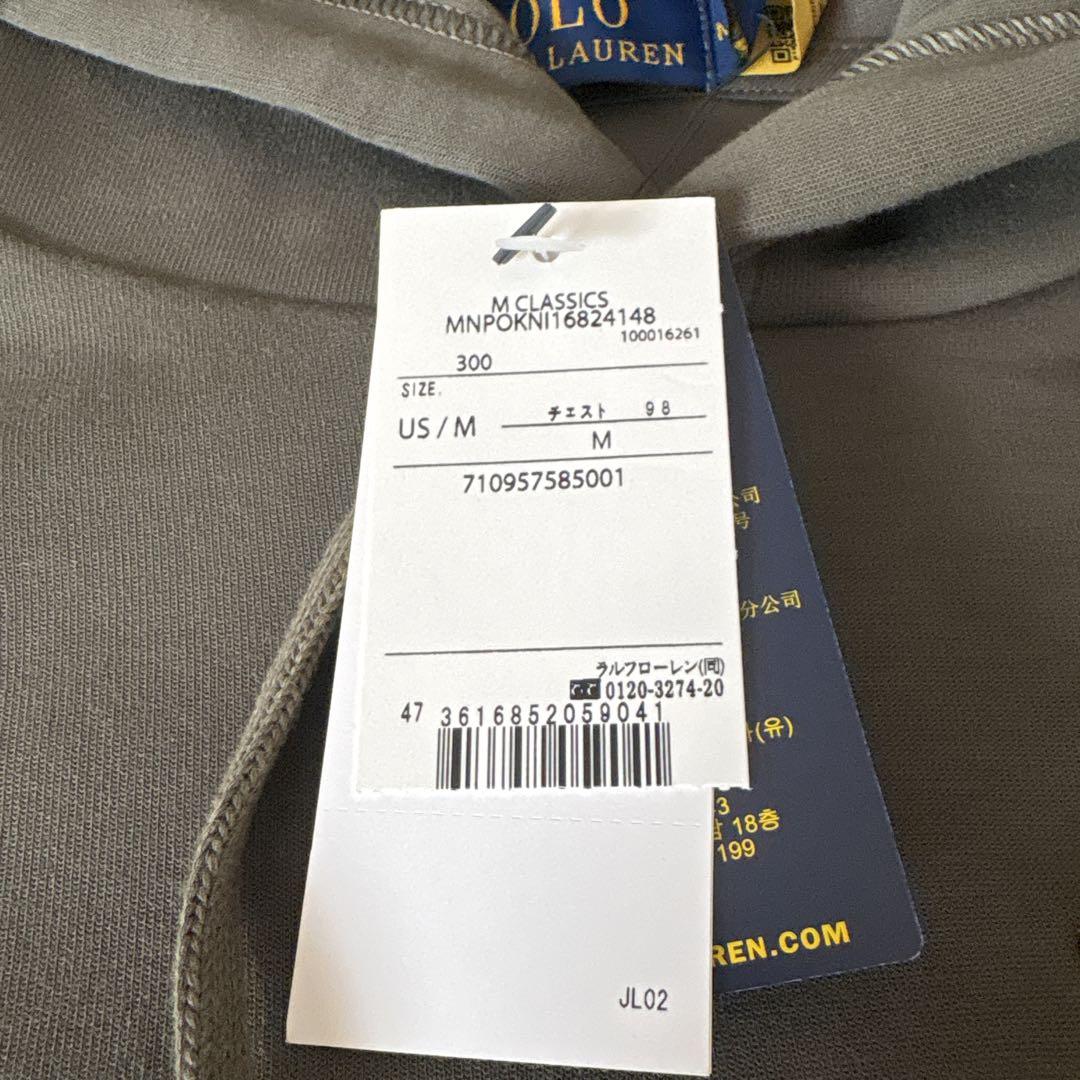 OLO
LAUREN
M CLASSICS
MNPOKNI16824148
100016261
300
SIZE.
US / M
チェスト 98
M
710957585001
ラルフローレン(同)
0120-3274-20
47 3616852059041
JL02
公司
号
分公司
(유)
3
18층
199
REN.COM